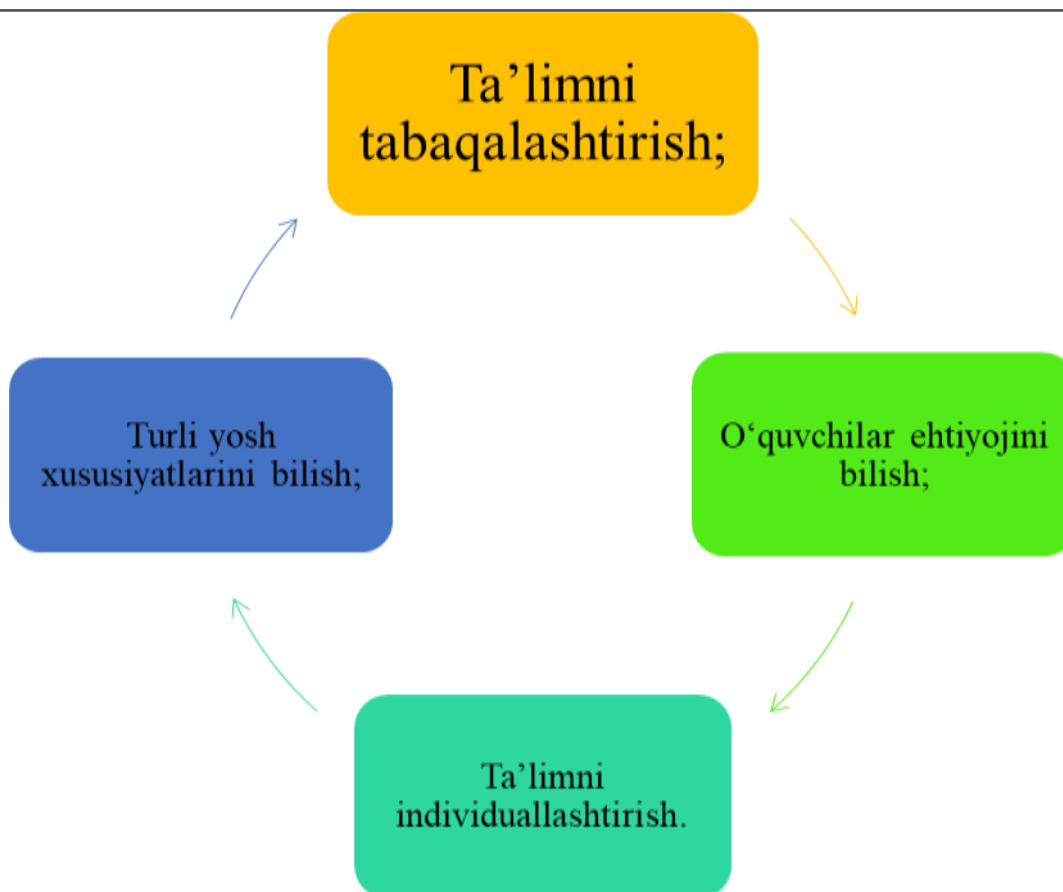 Ta’limni
tabaqalashtirish;
Turli yosh
xususiyatlarini bilish;
O‘quvchilar ehtiyojini
bilish;
Ta’limni
individuallashtirish.